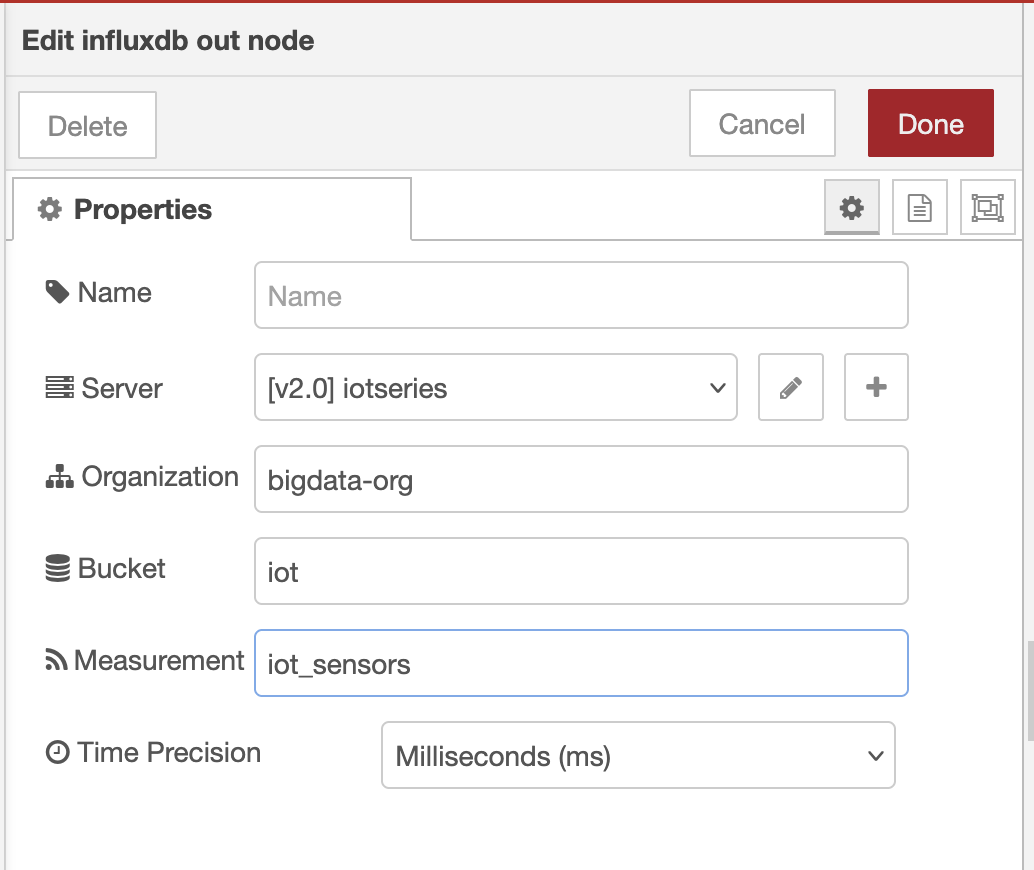 Edit influxdb out node
Delete
Cancel
Done
Properties
Name
Name
Server
[v2.0] iotseries
Organization
bigdata-org
Bucket
iot
Measurement
iot_sensors
Time Precision
Milliseconds (ms)